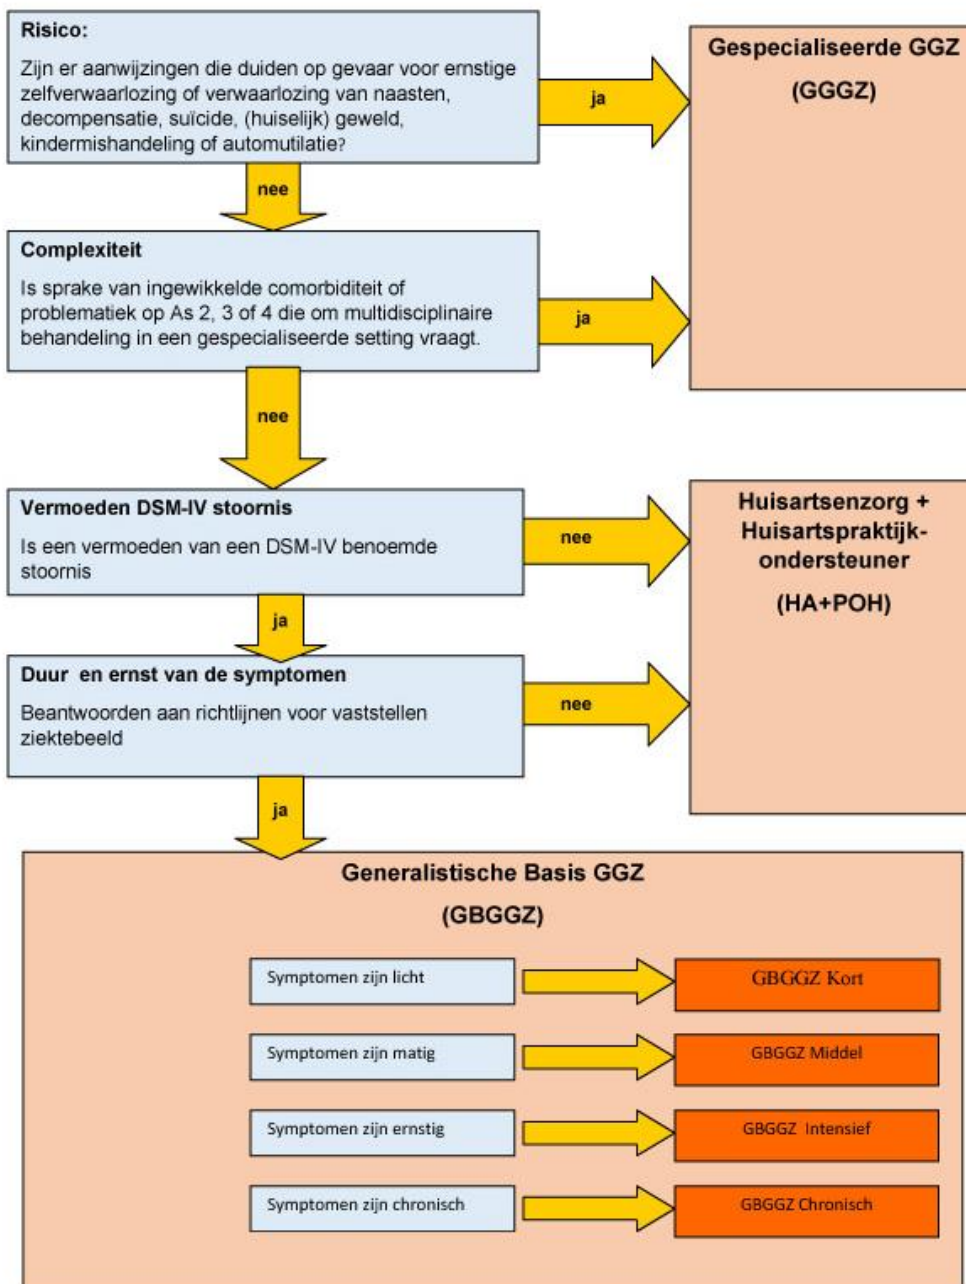 Risico:
Zijn er aanwijzingen die duiden op gevaar voor ernstige
zelfverwaarlozing of verwaarlozing van naasten,
decompensatie, suïcide, (huiselijk) geweld,
kindermishandeling of automutilatie?
ja
Gespecialiseerde GGZ
(GGGZ)
nee
Complexiteit
Is sprake van ingewikkelde comorbiditeit of
problematiek op As 2, 3 of 4 die om multidisciplinaire
behandeling in een gespecialiseerde setting vraagt.
ja
nee
Vermoeden DSM-IV stoornis
Is een vermoeden van een DSM-IV benoemde
stoornis
nee
Huisartsenzorg +
Huisartspraktijk-
ondersteuner
(HA+POH)
ja
Duur en ernst van de symptomen
Beantwoorden aan richtlijnen voor vaststellen
ziektebeeld
nee
ja
Generalistische Basis GGZ
(GBGGZ)
Symptomen zijn licht
GBGGZ Kort
Symptomen zijn matig
GBGGZ Middel
Symptomen zijn ernstig
GBGGZ Intensief
Symptomen zijn chronisch
GBGGZ Chronisch